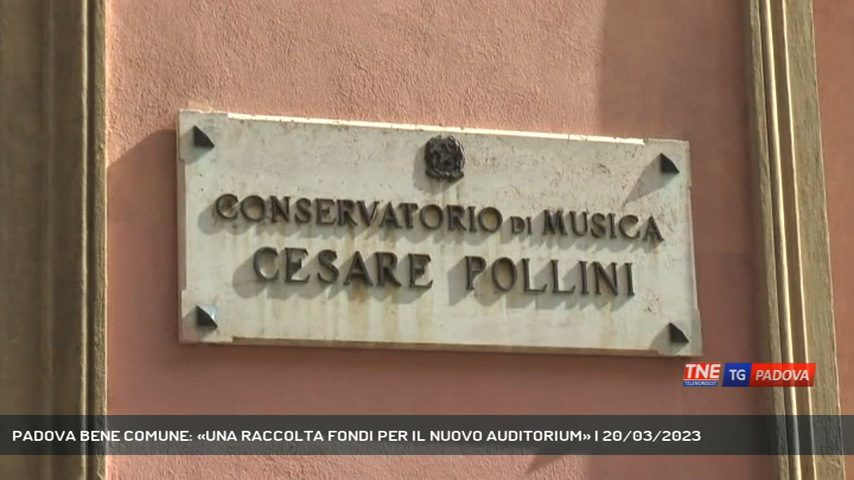 CONSERVATORIO DI MUSICA
CESARE POLLINI
TNE TG PADOVA
TELENORDEST
PADOVA BENE COMUNE: «UNA RACCOLTA FONDI PER IL NUOVO AUDITORIUM» | 20/03/2023